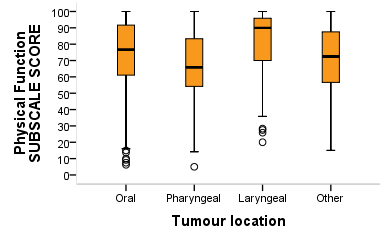 Physical Function
SUBSCALE SCORE
100
90
80
70
60
50
40
30
20
10
0
Oral
Pharyngeal
Laryngeal
Other
Tumour location